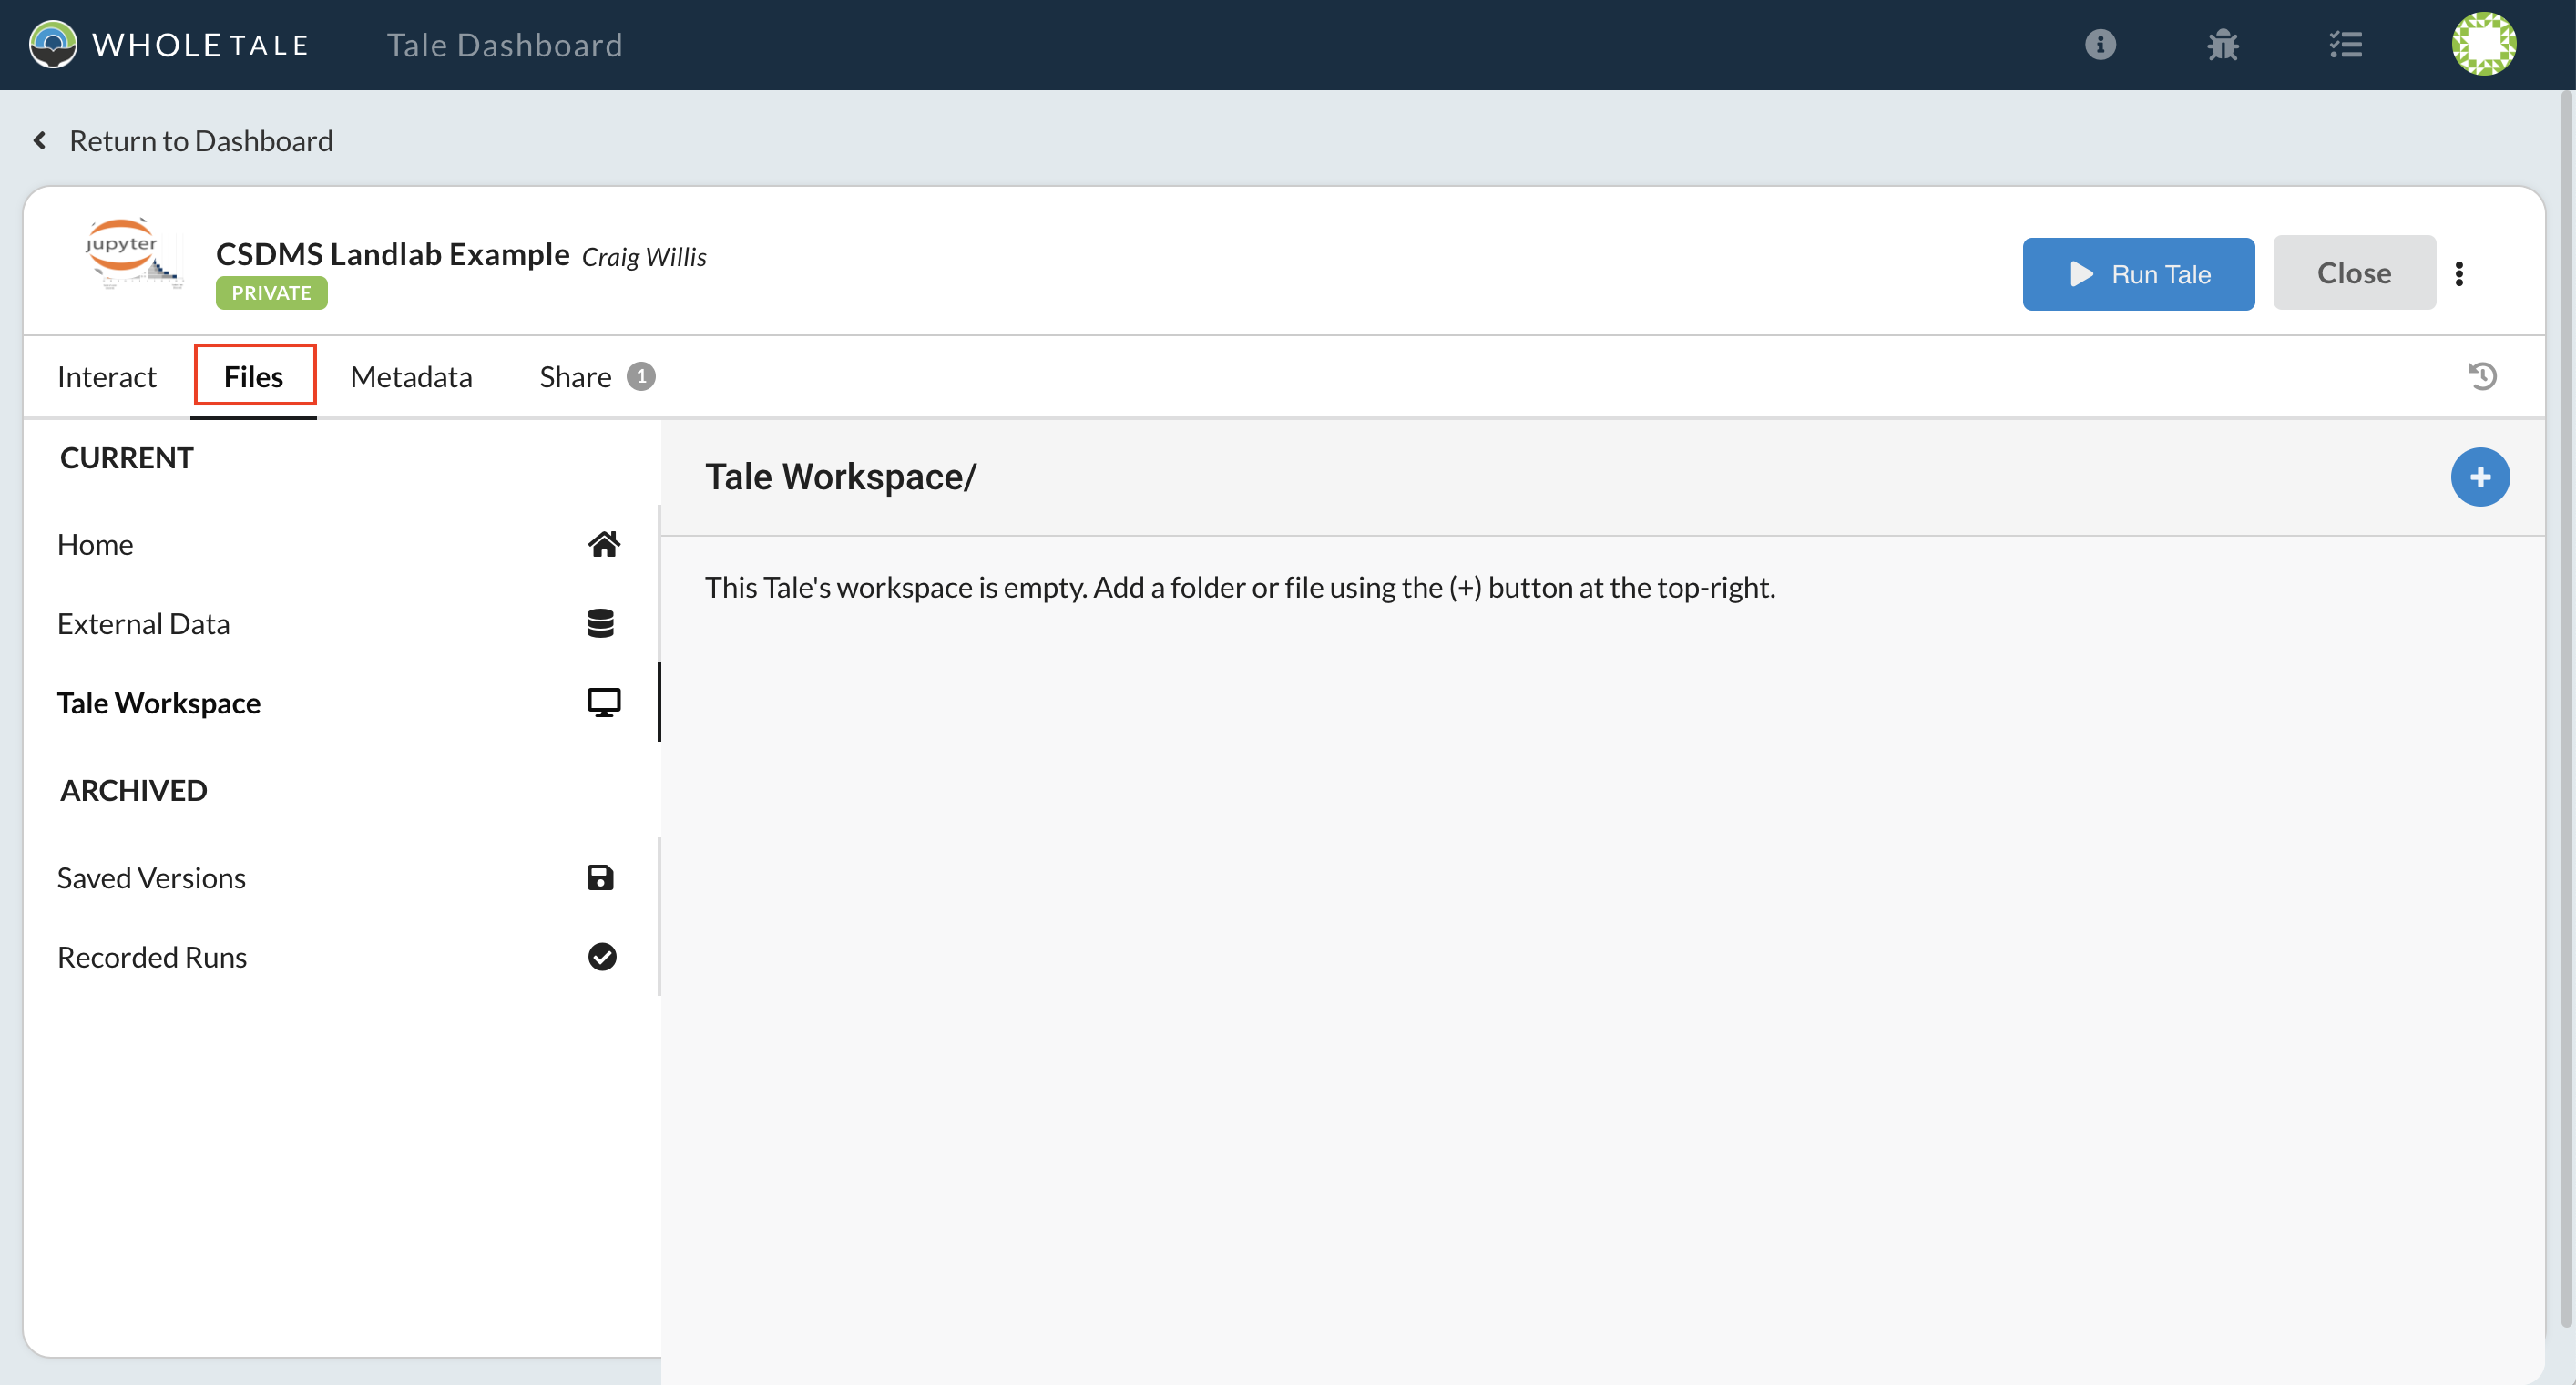 WHOLETALE Tale Dashboard
Return to Dashboard
jupyter
CSDMS Landlab Example Craig Willis
PRIVATE
Run Tale
Close
Interact Files Metadata Share 1
CURRENT
Tale Workspace/
Home
This Tale's workspace is empty. Add a folder or file using the (+) button at the top-right.
External Data
Tale Workspace
ARCHIVED
Saved Versions
Recorded Runs